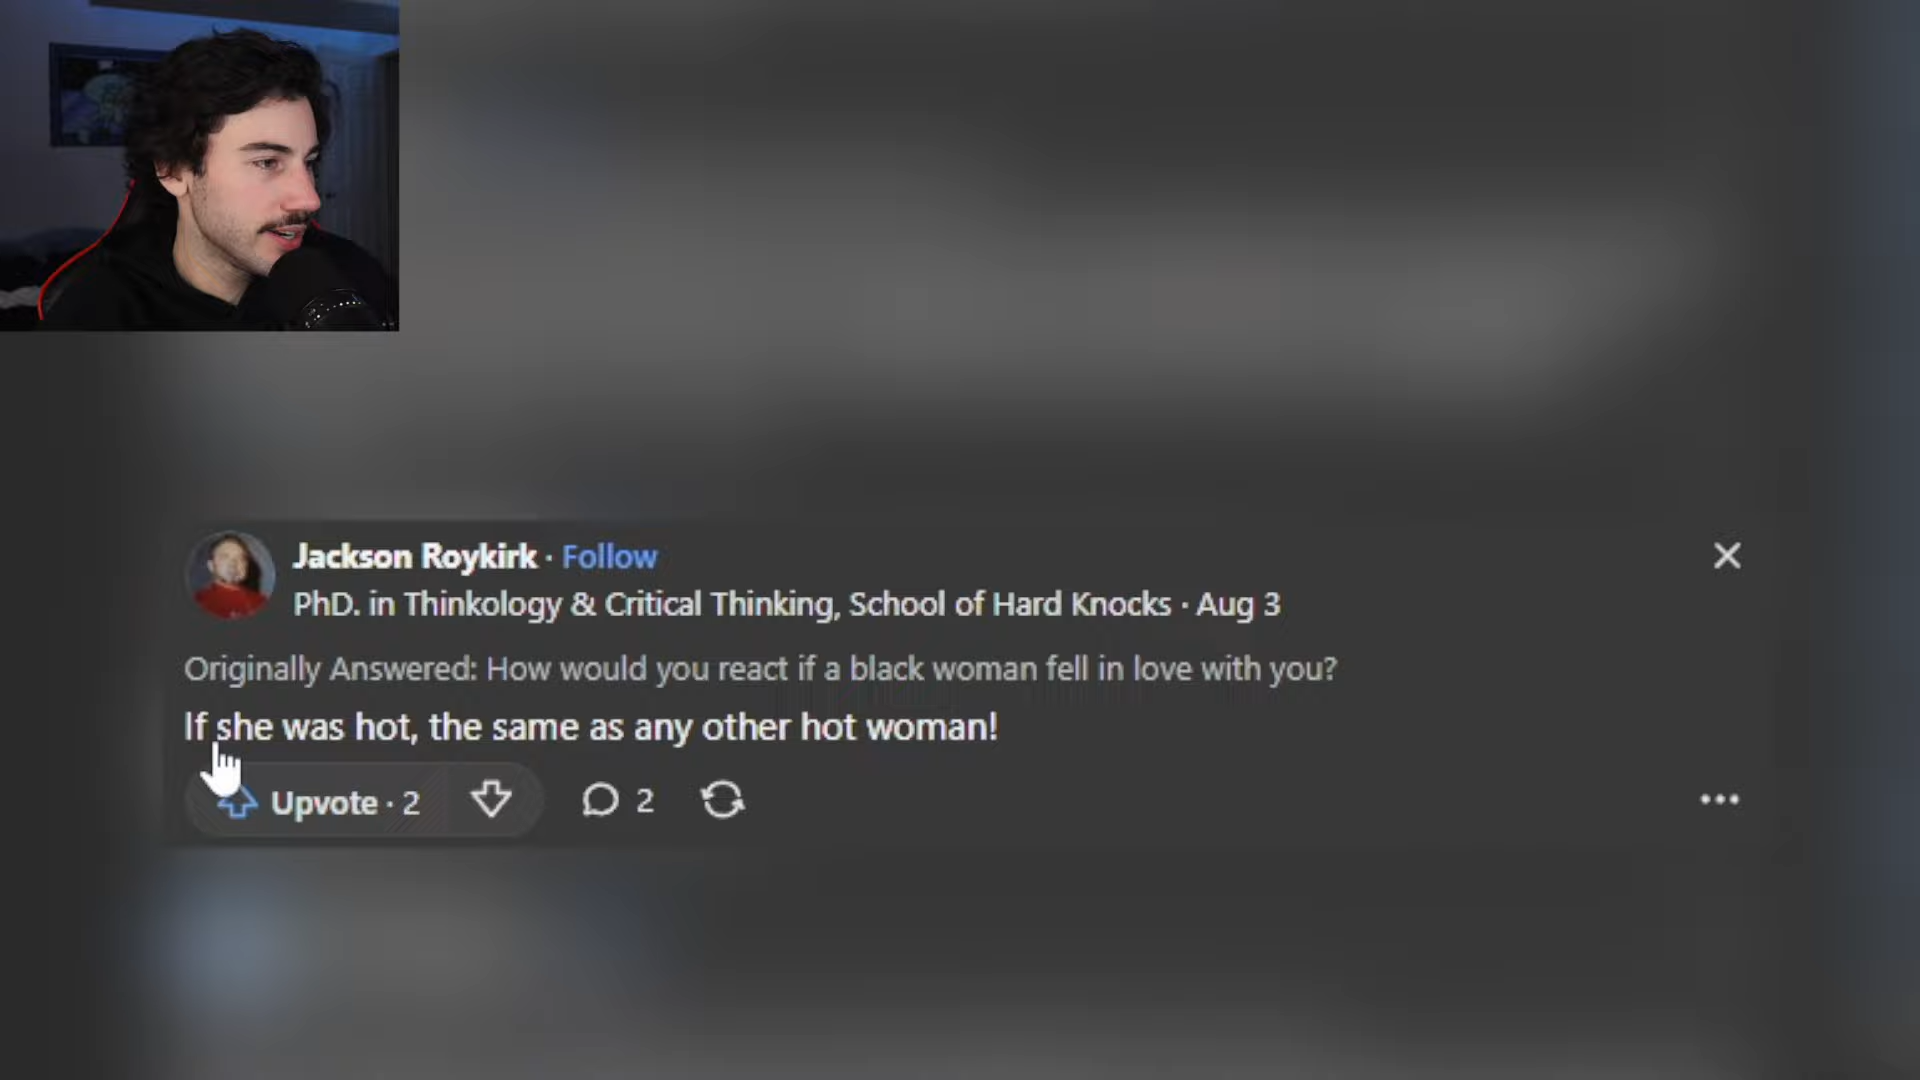 Jackson Roykirk · Follow
PhD. in Thinkology & Critical Thinking, School of Hard Knocks · Aug 3
Originally Answered: How would you react if a black woman fell in love with you?
If she was hot, the same as any other hot woman!
Upvote · 2
2